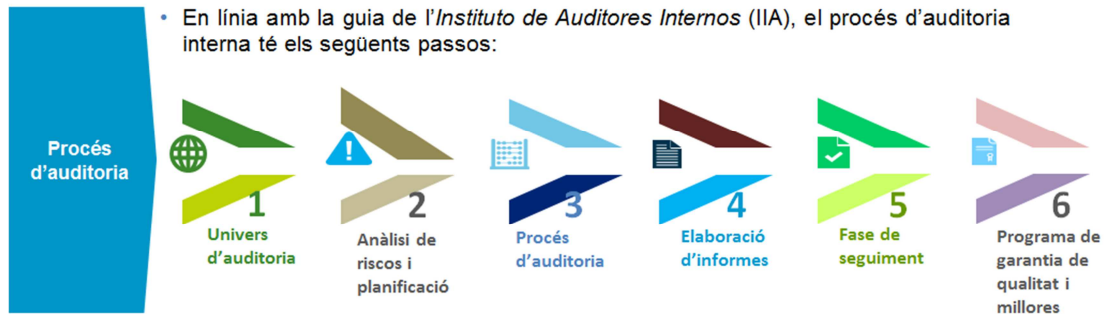 • En línia amb la guia de l’Instituto de Auditores Internos (IIA), el procés d’auditoria
interna té els següents passos:
Procés
d’auditoria
1
Univers
d’auditoria
2
Anàlisi de
riscos i
planificació
3
Procés
d’auditoria
4
Elaboració
d’informes
5
Fase de
seguiment
6
Programa de
garantia de
qualitat i
millores